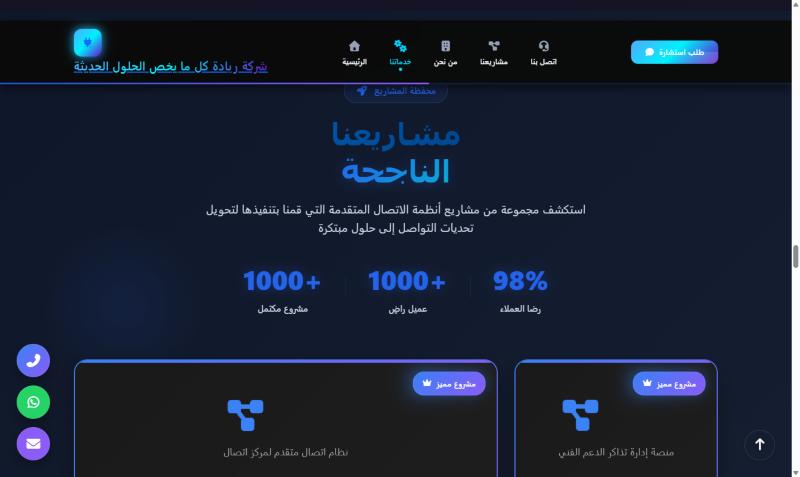 شركة ريادة كل ما يخص الحلول الحديثة
الرئيسية
خدماتنا
من نحن
مشاريعنا
اتصل بنا
طلب استشارة
محفظة المشاريع
مشاريعنا
الناجحة
استكشف مجموعة من مشاريع أنظمة الاتصال المتقدمة التي قمنا بتنفيذها لتحويل
تحديات التواصل إلى حلول مبتكرة
98%
رضا العملاء
1000+
عميل راضٍ
1000+
مشروع مكتمل
مشروع مميز
منصة إدارة تذاكر الدعم الفني
مشروع مميز
نظام اتصال متقدم لمركز اتصال